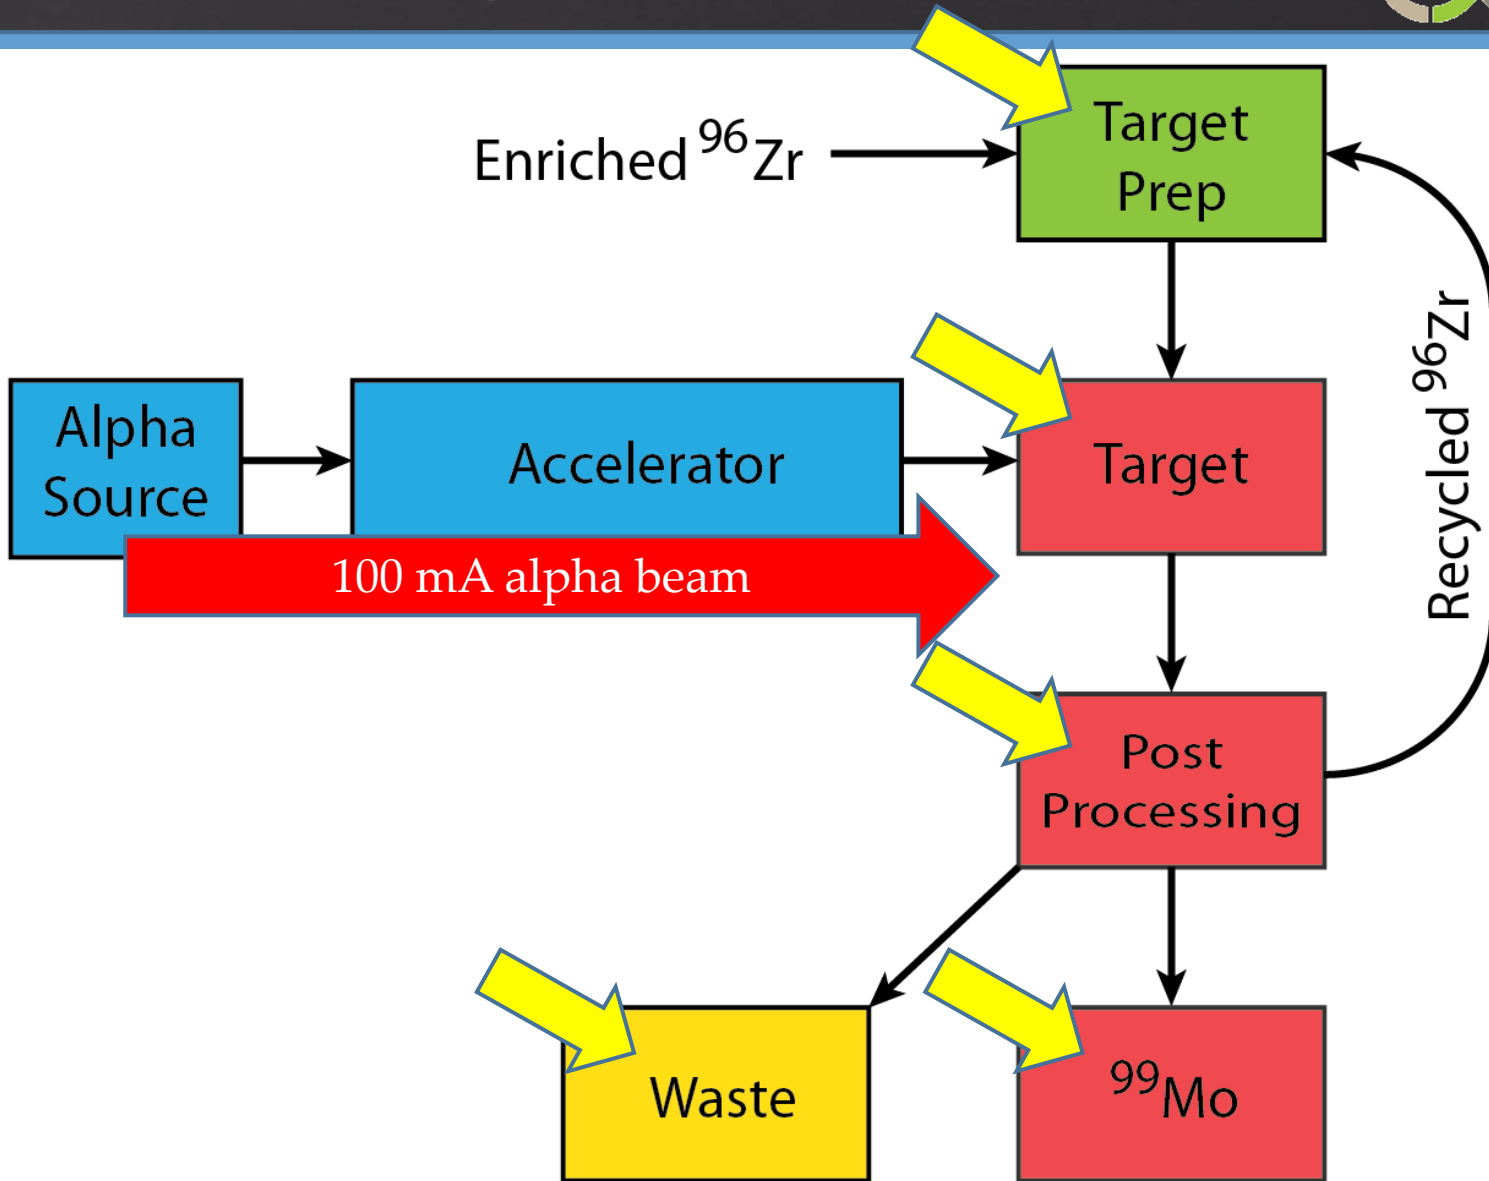 Target
Prep
Enriched ⁹⁶Zr
Recycled ⁹⁶Zr
Alpha
Source
Accelerator
Target
100 mA alpha beam
Post
Processing
Waste
⁹⁹Mo